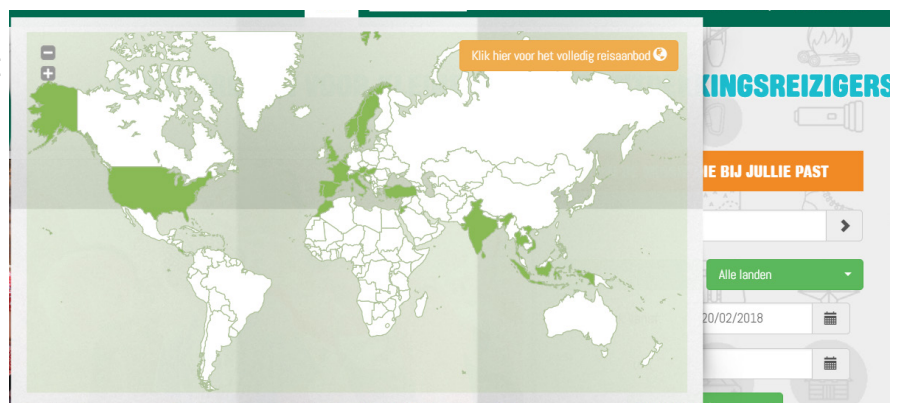 Klik hier voor het volledig reisaanbod
KINGSREIZIGERS
IE BIJ JULLIE PAST
Alle landen
20/02/2018